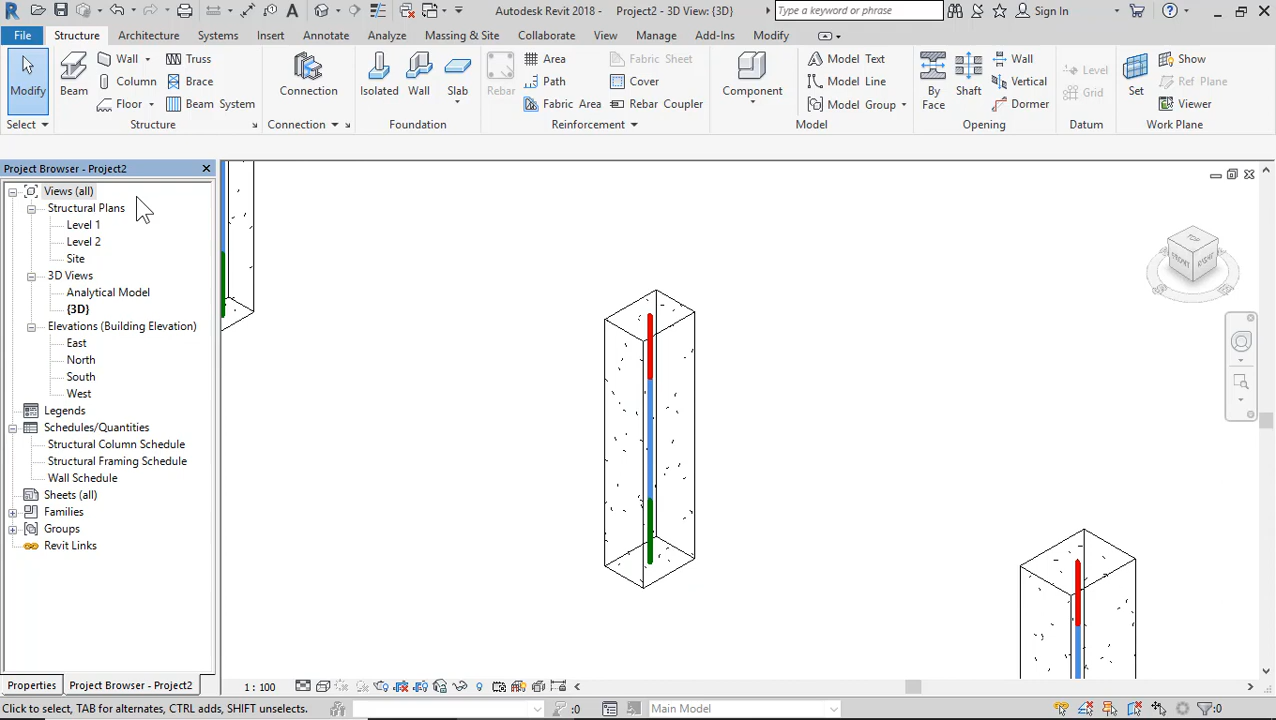 Autodesk Revit 2018 - Project2 - 3D View: {3D}
Type a keyword or phrase
Sign In
File Structure Architecture Systems Insert Annotate Analyze Massing & Site Collaborate View Manage Add-Ins Modify
Wall Truss Area Fabric Sheet Model Text Wall Level Show
Column Brace Path Cover Model Line Vertical Grid Ref Plane
Modify Beam Connection Isolated Wall Slab Rebar Component By Face Shaft Set
Floor Beam System Fabric Area Rebar Coupler Model Group Dormer Viewer
Select Structure Connection Foundation Reinforcement Model Opening Datum Work Plane
Project Browser - Project2
Views (all)
Structural Plans
Level 1
Level 2
Site
3D Views
Analytical Model
{3D}
Elevations (Building Elevation)
East
North
South
West
Legends
Schedules/Quantities
Structural Column Schedule
Structural Framing Schedule
Wall Schedule
Sheets (all)
Families
Groups
Revit Links
TOP
FRONT RIGHT
Properties Project Browser - Project2
1 : 100
Click to select, TAB for alternates, CTRL adds, SHIFT unselects.
:0
Main Model
:0